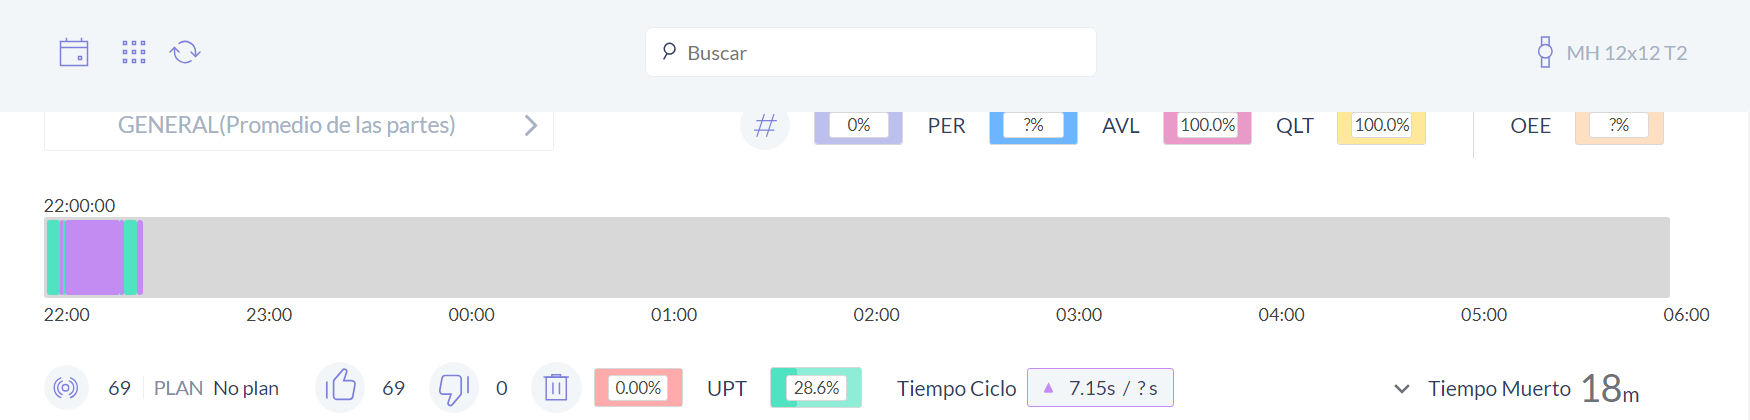 Buscar
MH 12x12 T2
GENERAL(Promedio de las partes)
# 0% PER ?% AVL 100.0% QLT 100.0% OEE ?%
22:00:00
22:00 23:00 00:00 01:00 02:00 03:00 04:00 05:00 06:00
69 PLAN No plan 69 0 0.00% UPT 28.6% Tiempo Ciclo ▲ 7.15s / ? s Tiempo Muerto 18m